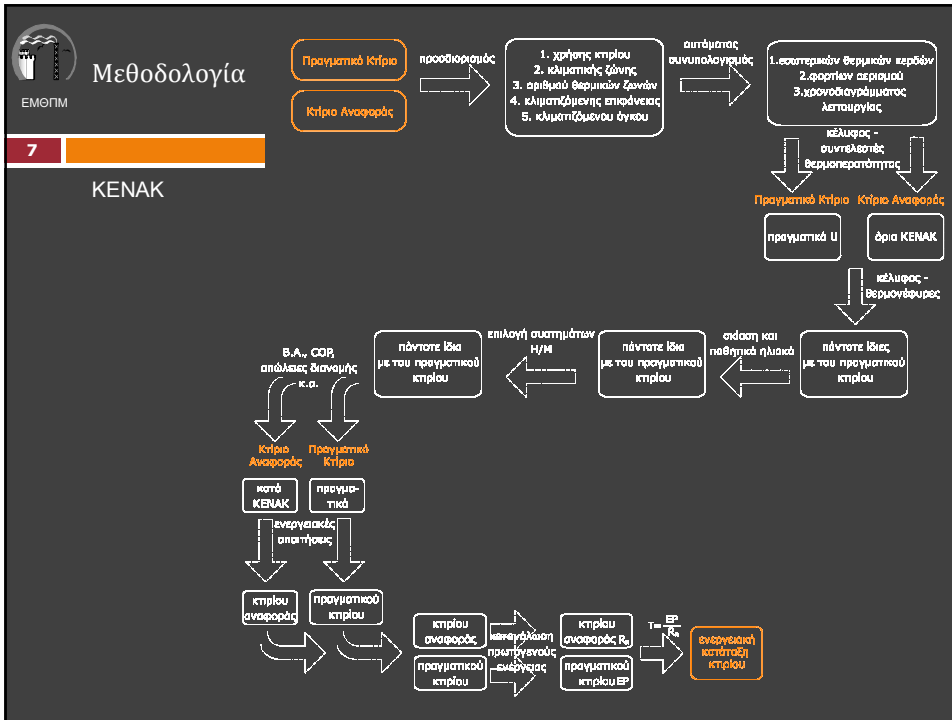 ΕΜΘΠΜ
Μεθοδολογία
7
ΚΕΝΑΚ
Πραγματικό Κτίριο
Κτίριο Αναφοράς
προσδιορισμός
1. χρήσης κτιρίου
2. κλιματικής ζώνης
3. αριθμού θερμικών ζωνών
4. κλιματιζόμενης επιφάνειας
5. κλιματιζόμενου όγκου
αυτόματος
συνυπολογισμός
1.εσωτερικών θερμικών κερδών
2.φορτίων αερισμού
3.χρονοδιαγράμματος
λειτουργίας
κέλυφος -
συντελεστές
θερμοπερατότητας
Πραγματικό Κτίριο
Κτίριο Αναφοράς
πραγματικά U
όρια ΚΕΝΑΚ
κέλυφος -
θερμογέφυρες
πάντοτε ίδιες
με του πραγματικού
κτιρίου
σκίαση και
παθητικά ηλιακά
πάντοτε ίδια
με του πραγματικού
κτιρίου
επιλογή συστημάτων
Η/Μ
πάντοτε ίδια
με του πραγματικού
κτιρίου
Β.Α., COP,
απώλειες διανομής
κ.α.
Κτίριο
Αναφοράς
Πραγματικό
Κτίριο
κατά
ΚΕΝΑΚ
πραγμα-
τικά
ενεργειακές
απαιτήσεις
κτιρίου
αναφοράς
πραγματικού
κτιρίου
κτιρίου
αναφοράς
πραγματικού
κτιρίου
κατανάλωση
πρωτογενούς
ενέργειας
κτιρίου
αναφοράς RR
πραγματικού
κτιρίου EP
T= EP
RR
ενεργειακή
κατάταξη
κτιρίου